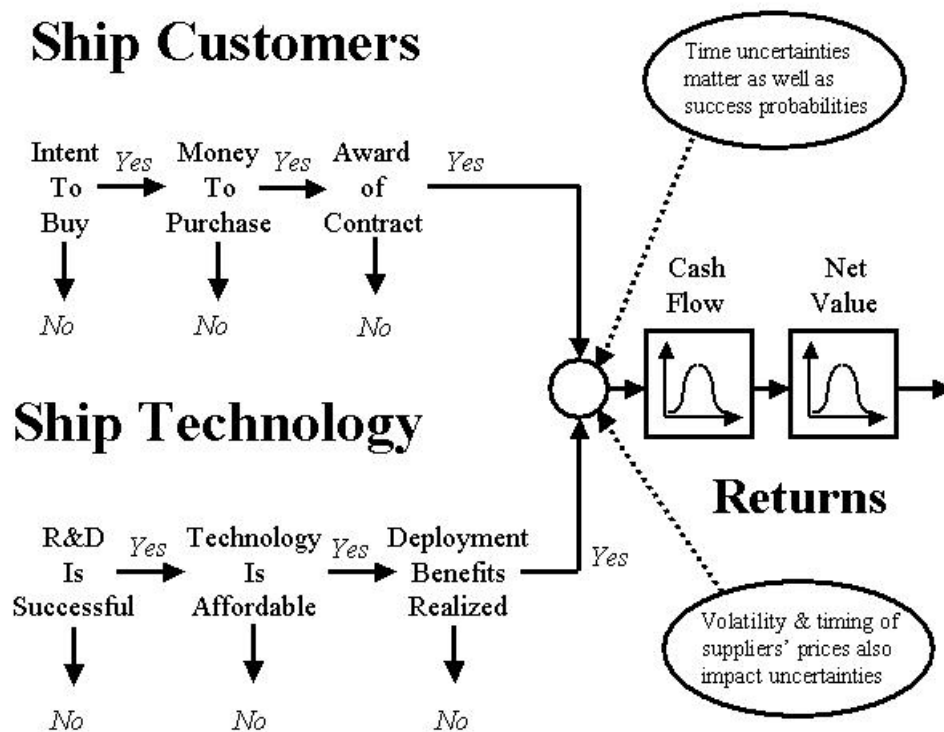 Ship Customers
Time uncertainties
matter as well as
success probabilities
Intent
To
Buy
Yes
Money
To
Purchase
Yes
Award
of
Contract
Yes
No
No
No
Cash
Flow
Net
Value
Ship Technology
Returns
R&D
Is
Successful
Yes
Technology
Is
Affordable
Yes
Deployment
Benefits
Realized
Yes
No
No
No
Volatility & timing of
suppliers' prices also
impact uncertainties